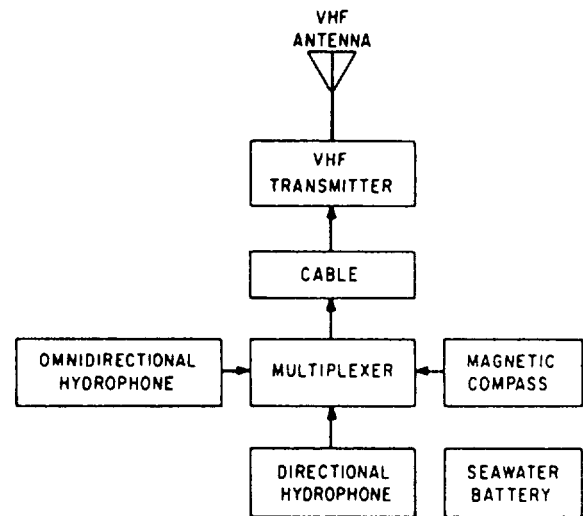 VHF
ANTENNA
VHF
TRANSMITTER
CABLE
OMNIDIRECTIONAL
HYDROPHONE
MULTIPLEXER
MAGNETIC
COMPASS
DIRECTIONAL
HYDROPHONE
SEAWATER
BATTERY